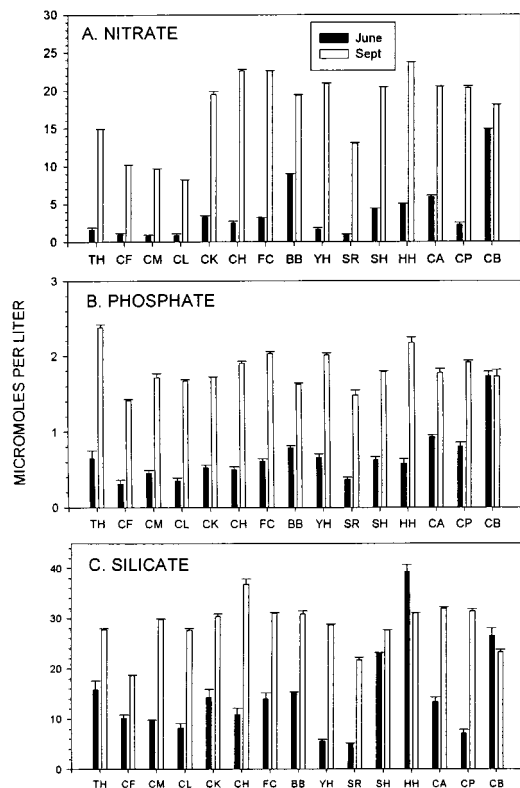 A. NITRATE
June
Sept
30
25
20
15
10
5
0
TH CF CM CL CK CH FC BB YH SR SH HH CA CP CB
MICROMOLES PER LITER
B. PHOSPHATE
3
2
1
0
TH CF CM CL CK CH FC BB YH SR SH HH CA CP CB
C. SILICATE
40
30
20
10
0
TH CF CM CL CK CH FC BB YH SR SH HH CA CP CB